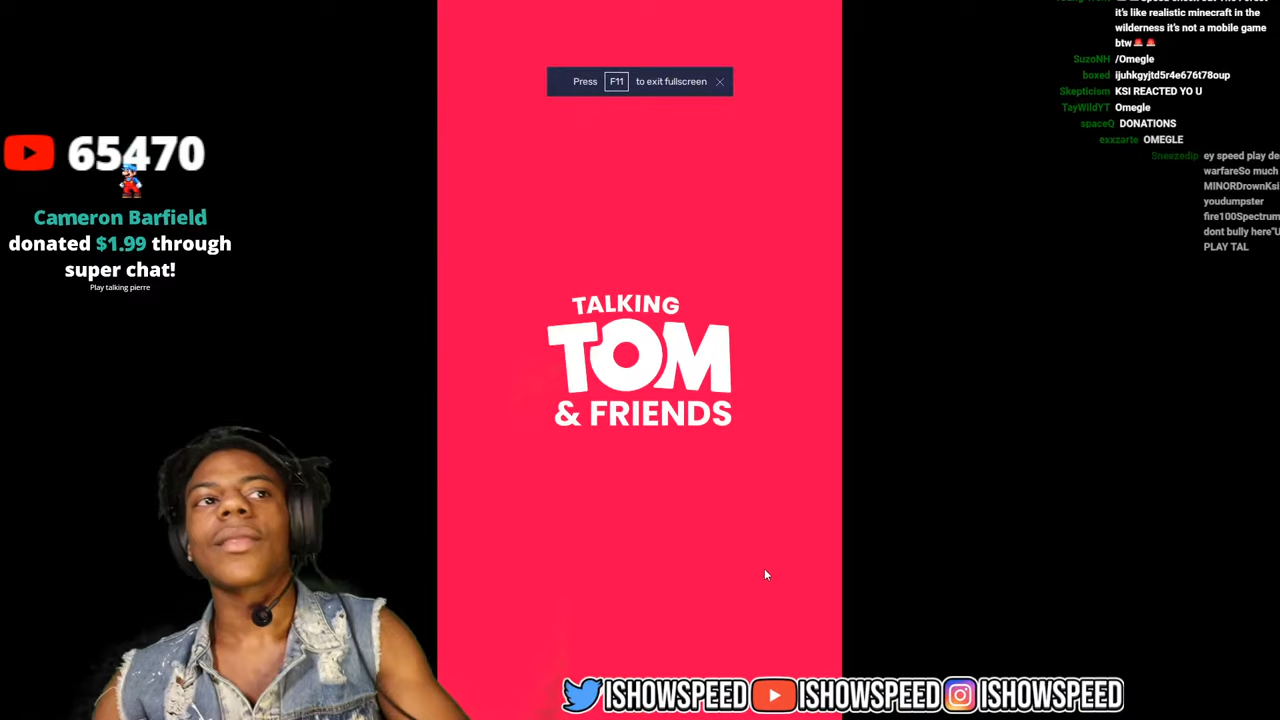 65470
Cameron Barfield
donated $1.99 through
super chat!
Play talking pierre
Press F11 to exit fullscreen
TALKING
TOM
& FRIENDS
it's like realistic minecraft in the
wilderness it's not a mobile game
btw🚨🚨
SuzoNH /Omegle
boxed ijuhkgyjtd5r4e676t78oup
Skepticism KSI REACTED YO U
TayWildYT Omegle
spaceQ DONATIONS
exxzarto OMEGLE
Sneezedip ey speed play de
warfareSo much
MINORDrownKsi
youdumpster
fire100Spectrum
dont bully here"U
PLAY TAL
ISHOWSPEED ISHOWSPEED ISHOWSPEED